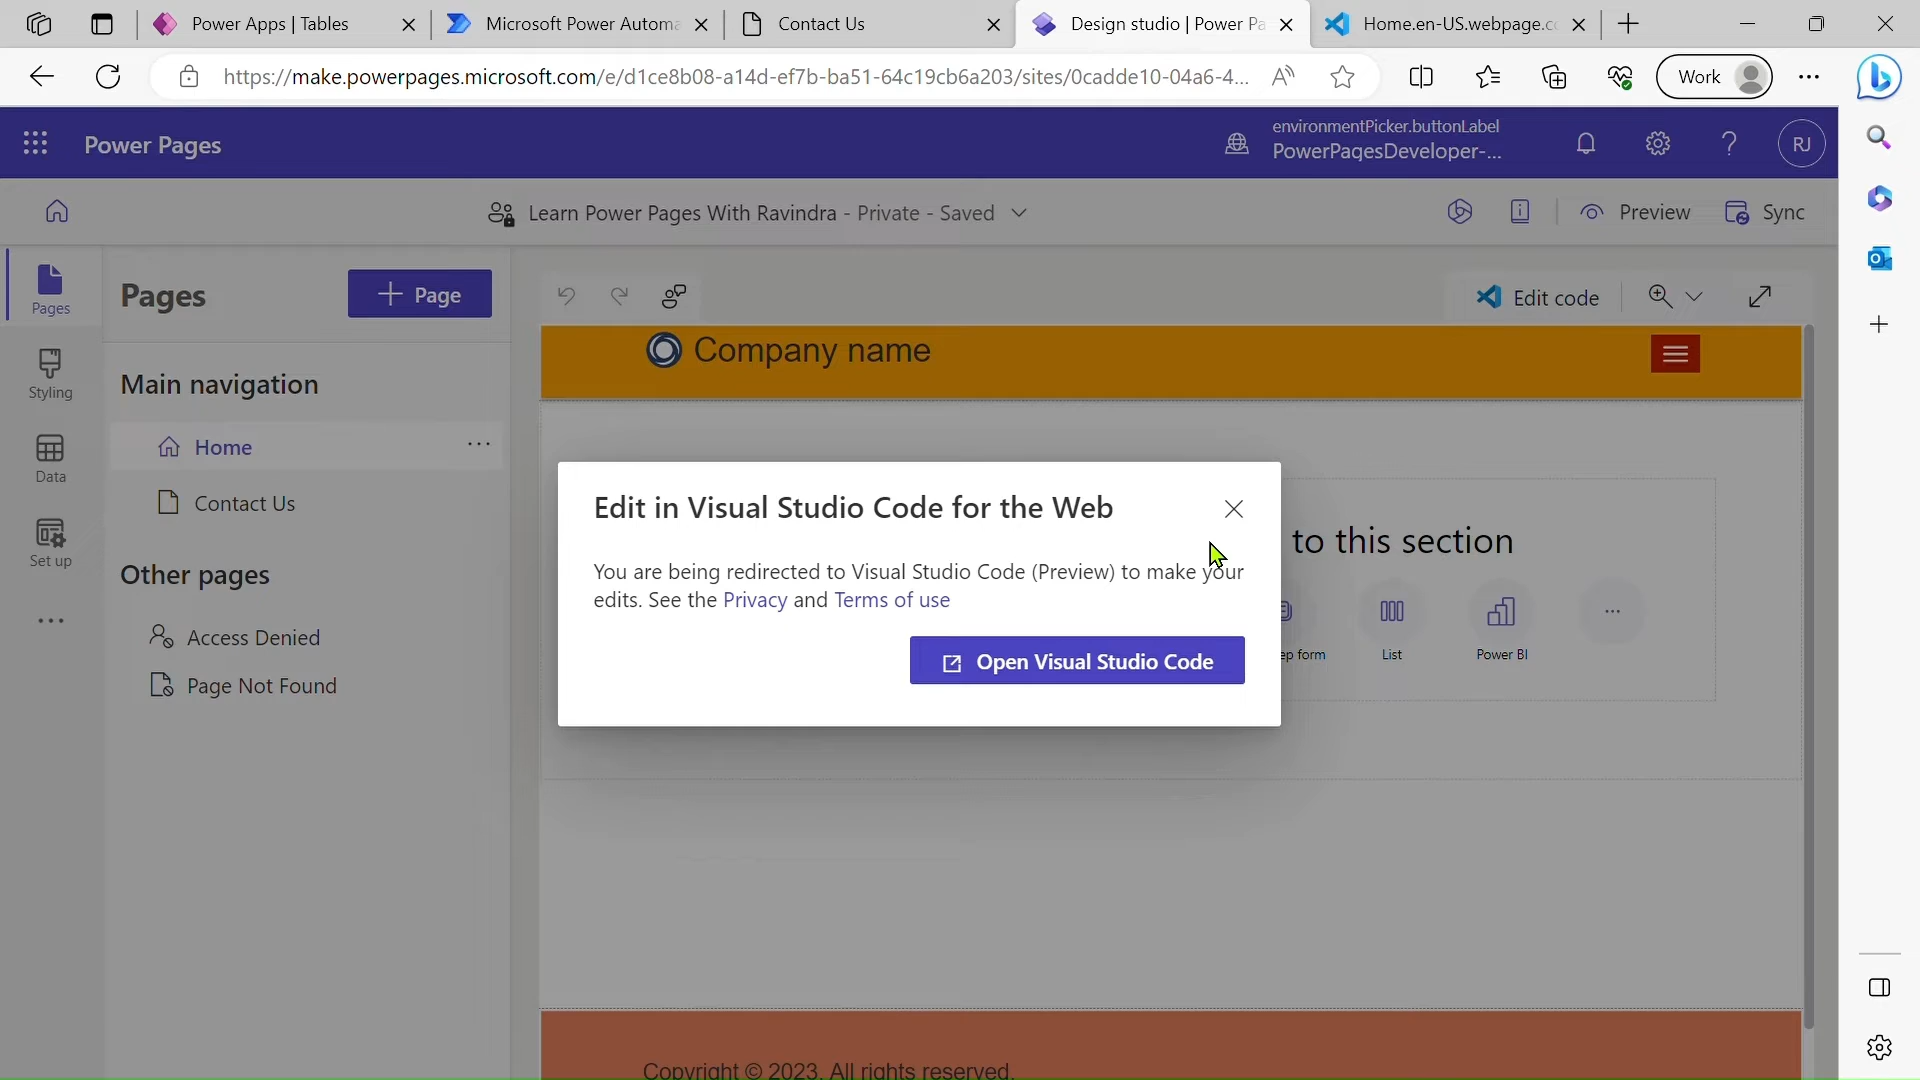 Power Apps | Tables
Microsoft Power Automa
Contact Us
Design studio | Power Pa
Home.en-US.webpage.co
https://make.powerpages.microsoft.com/e/d1ce8b08-a14d-ef7b-ba51-64c19cb6a203/sites/0cadde10-04a6-4...
Work
Power Pages
environmentPicker.buttonLabel
PowerPagesDeveloper-...
RJ
Learn Power Pages With Ravindra - Private - Saved
Preview
Sync
Pages
Styling
Data
Set up
Pages
+ Page
Main navigation
Home
Contact Us
Other pages
Access Denied
Page Not Found
Edit code
Company name
to this section
ep form
List
Power BI
Edit in Visual Studio Code for the Web
You are being redirected to Visual Studio Code (Preview) to make your
edits. See the Privacy and Terms of use
Open Visual Studio Code
Copyright © 2023. All rights reserved.